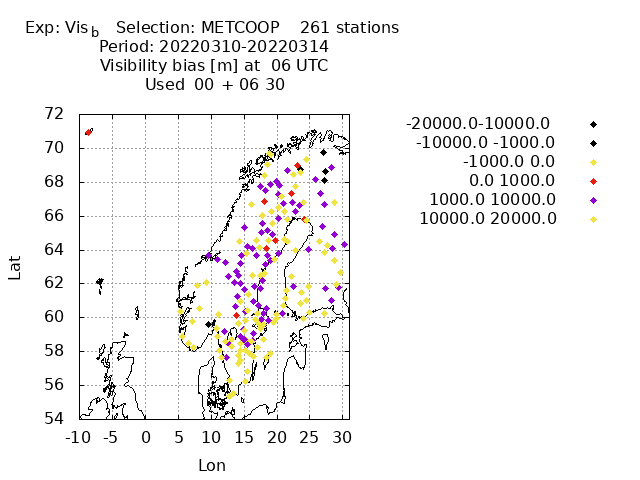 Exp: Vis_b   Selection: METCOOP    261 stations
Period: 20220310-20220314
Visibility bias [m] at  06 UTC
Used  00 + 06 30
-20000.0-10000.0
-10000.0 -1000.0
-1000.0 0.0
0.0 1000.0
1000.0 10000.0
10000.0 20000.0
72
70
68
66
64
62
60
58
56
54
Lat
-10 -5 0 5 10 15 20 25 30
Lon